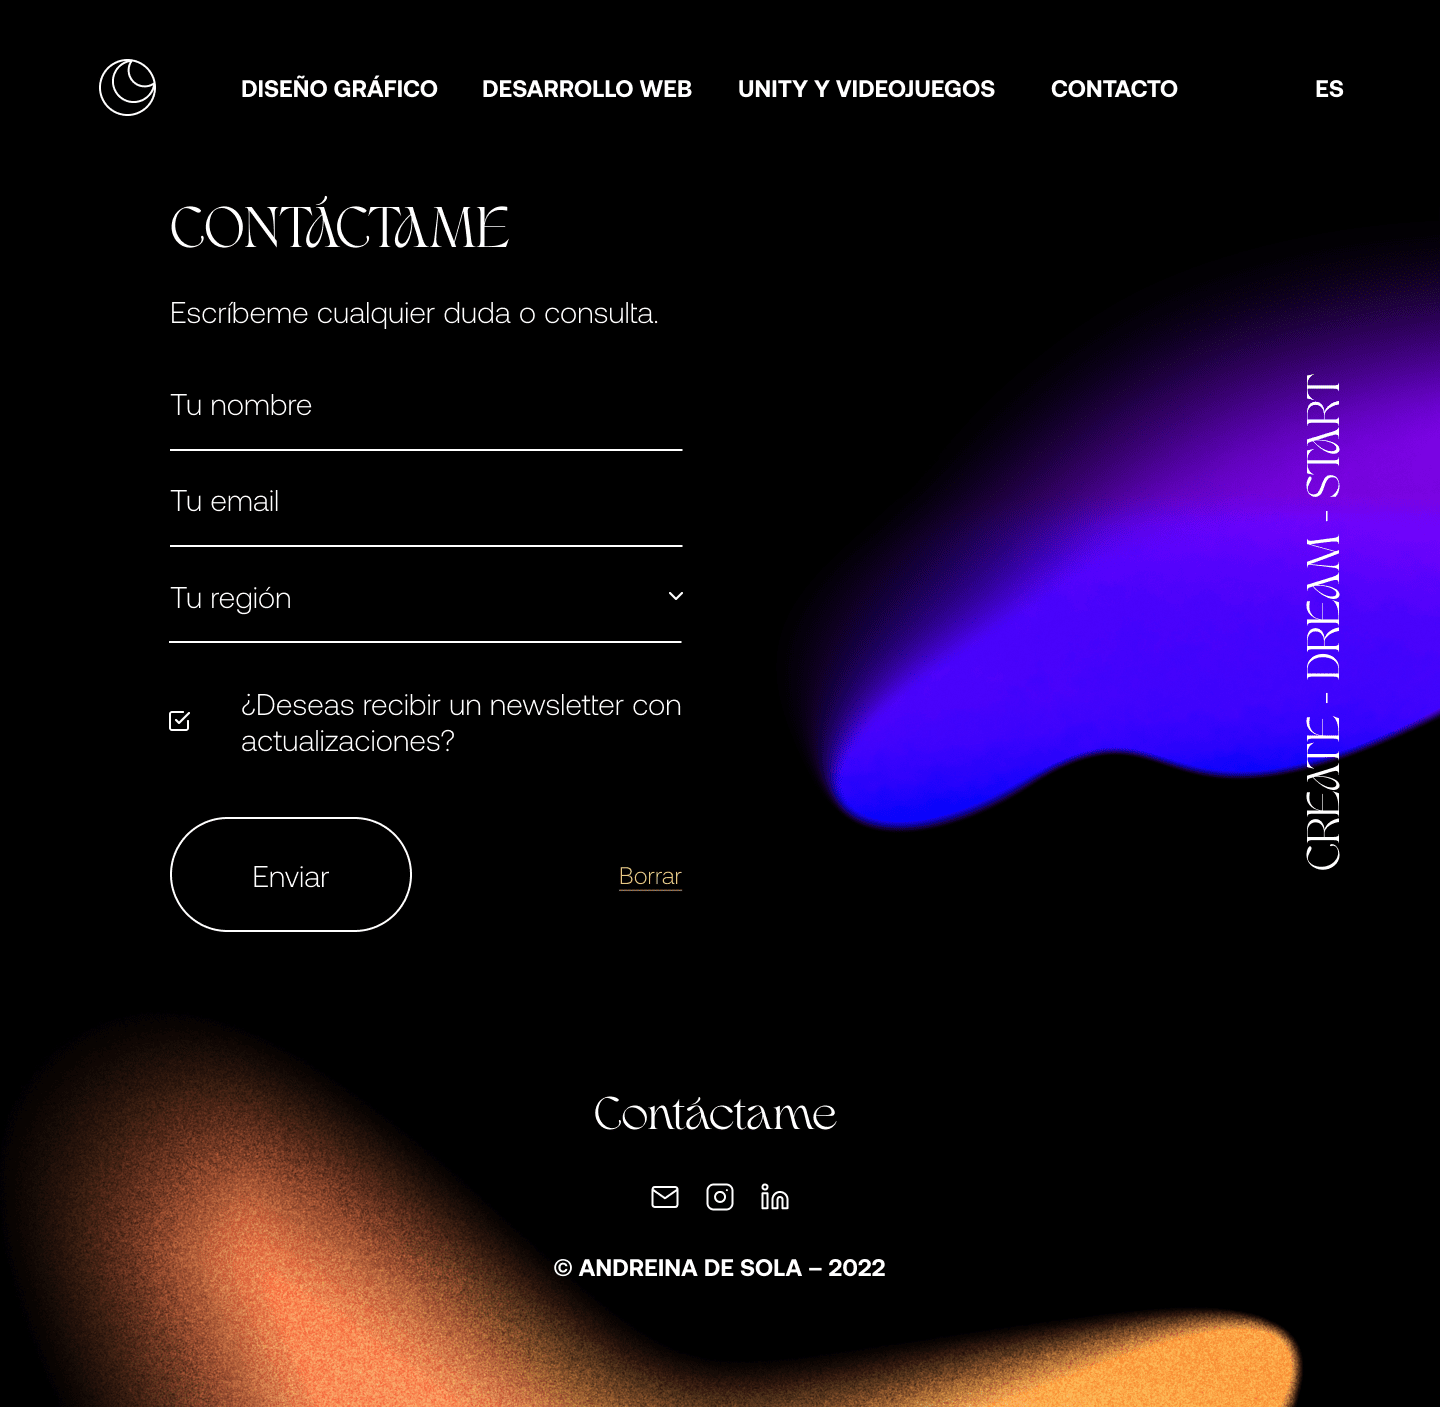 DISEÑO GRÁFICO DESARROLLO WEB UNITY Y VIDEOJUEGOS CONTACTO ES
CONTÁCTAME
Escríbeme cualquier duda o consulta.
Tu nombre
Tu email
Tu región
¿Deseas recibir un newsletter con
actualizaciones?
Enviar
Borrar
CREATE - DREAM - START
Contáctame
© ANDREINA DE SOLA – 2022